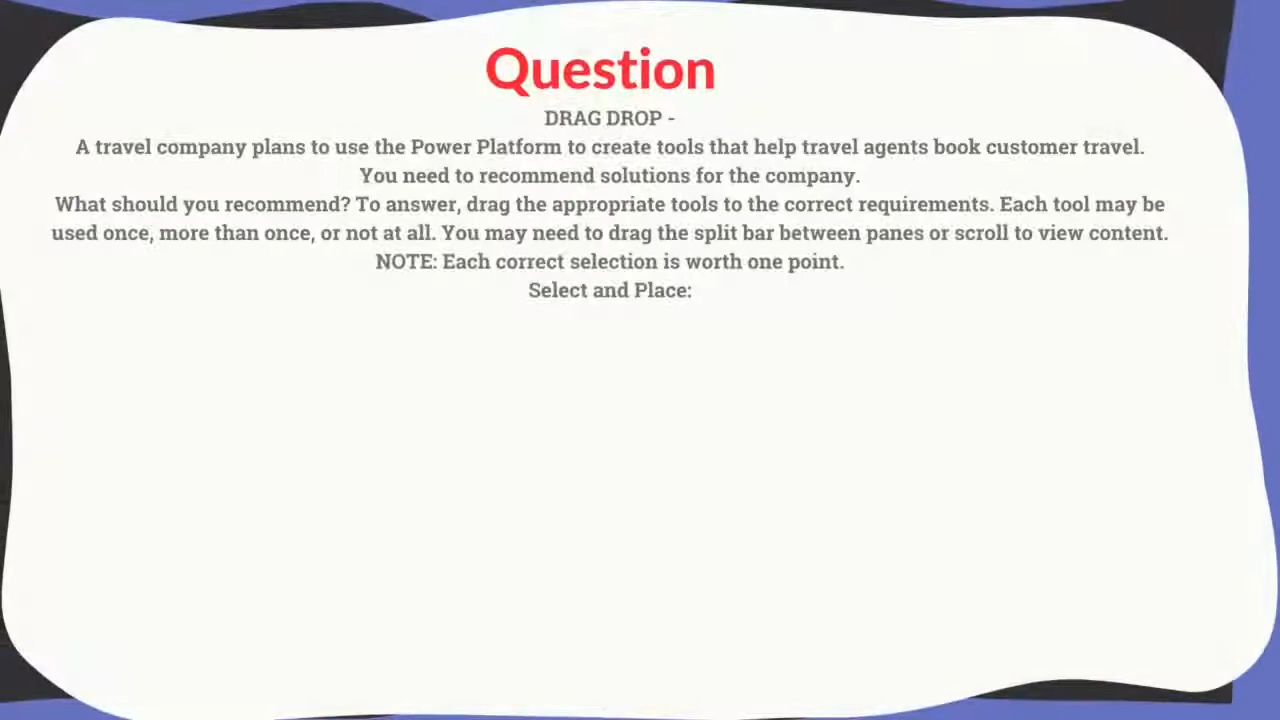 Question
DRAG DROP -
A travel company plans to use the Power Platform to create tools that help travel agents book customer travel.
You need to recommend solutions for the company.
What should you recommend? To answer, drag the appropriate tools to the correct requirements. Each tool may be
used once, more than once, or not at all. You may need to drag the split bar between panes or scroll to view content.
NOTE: Each correct selection is worth one point.
Select and Place: